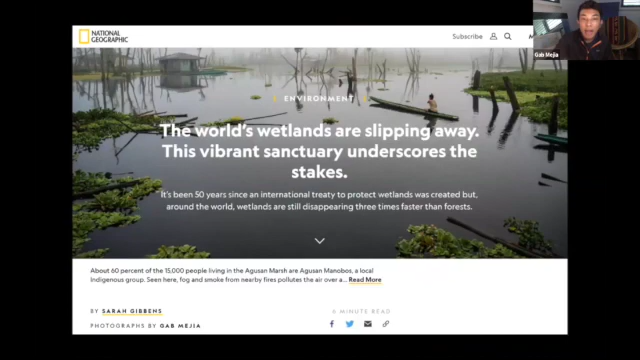 NATIONAL
GEOGRAPHIC
Subscribe
Gab Mejia
ENVIRONMENT
The world's wetlands are slipping away.
This vibrant sanctuary underscores the
stakes.
It's been 50 years since an international treaty to protect wetlands was created but,
around the world, wetlands are still disappearing three times faster than forests.
About 60 percent of the 15,000 people living in the Agusan Marsh are Agusan Manobos, a local
Indigenous group. Seen here, fog and smoke from nearby fires pollutes the air over a... Read More
BY SARAH GIBBENS
PHOTOGRAPHS BY GAB MEJIA
6 MINUTE READ